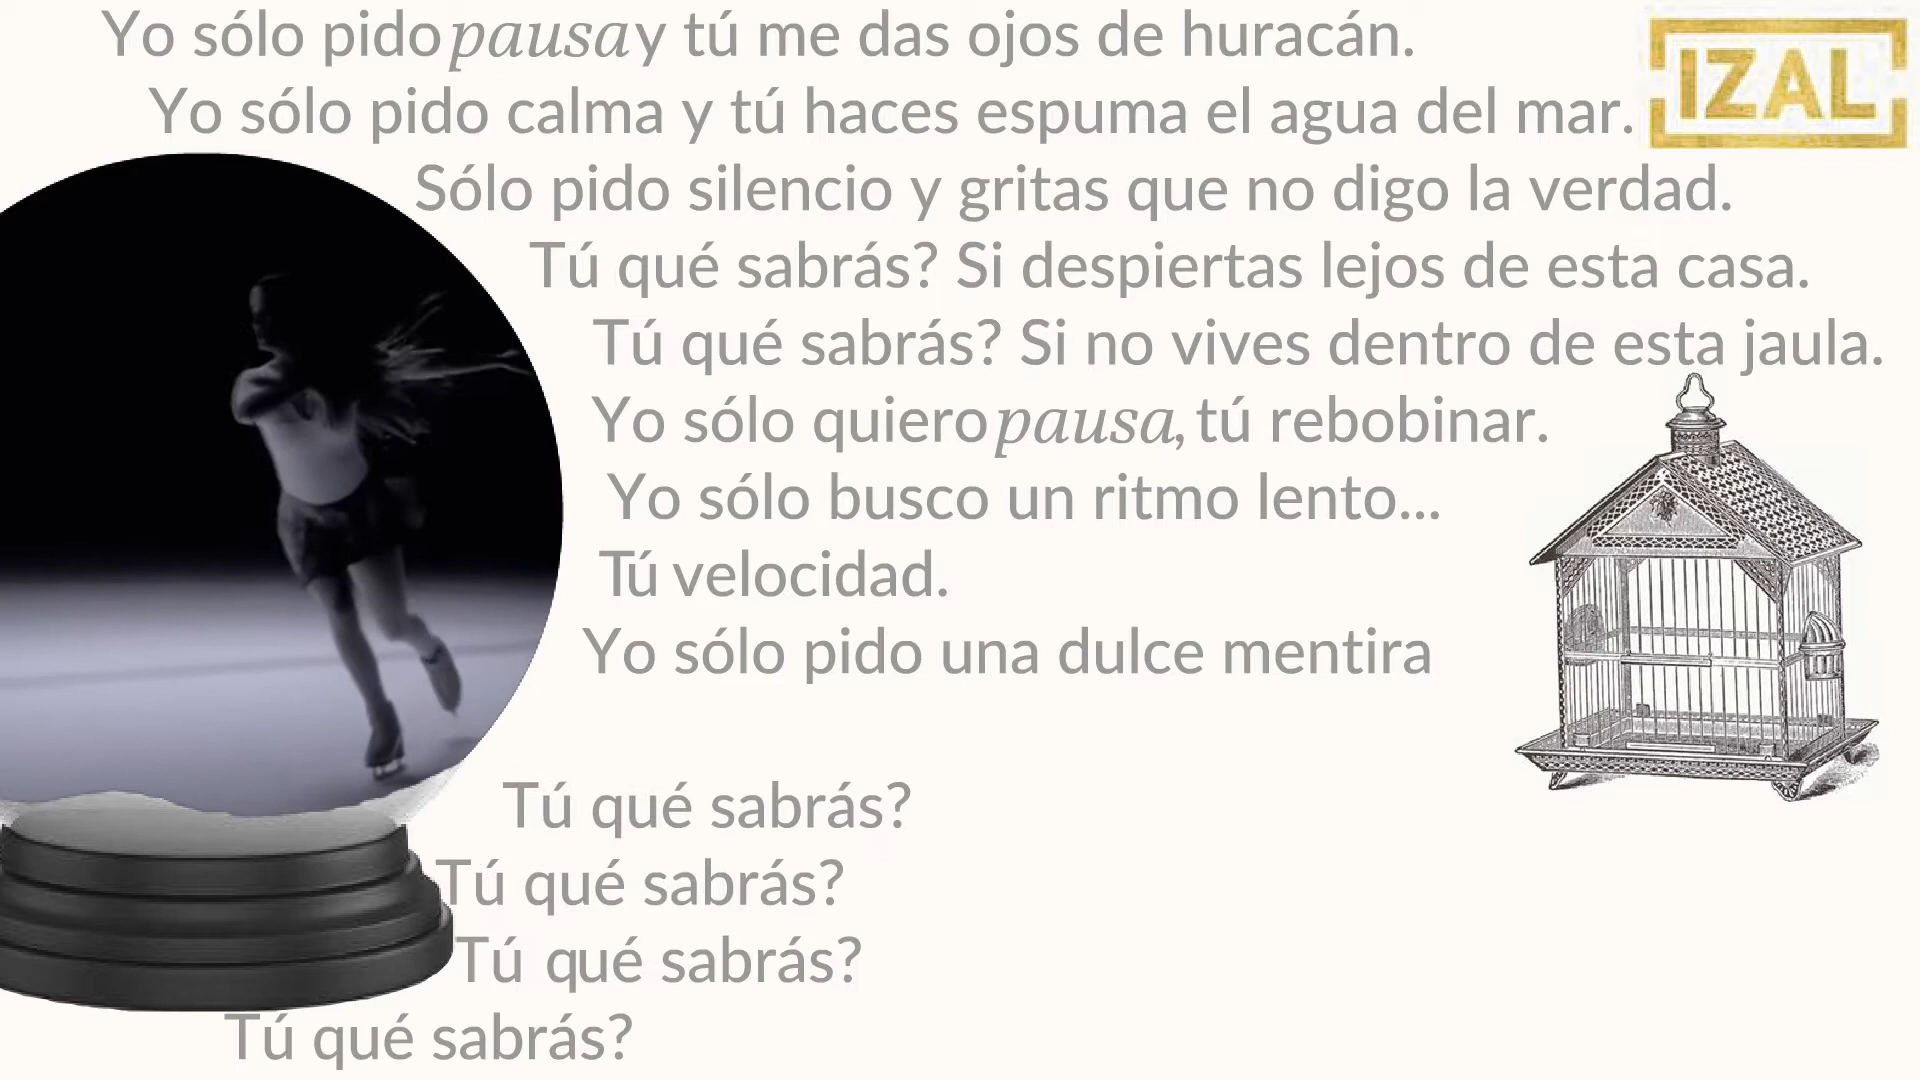 Yo sólo pido pausa y tú me das ojos de huracán.
IZAL
Yo sólo pido calma y tú haces espuma el agua del mar.
Sólo pido silencio y gritas que no digo la verdad.
Tú qué sabrás? Si despiertas lejos de esta casa.
Tú qué sabrás? Si no vives dentro de esta jaula.
Yo sólo quiero pausa, tú rebobinar.
Yo sólo busco un ritmo lento...
Tú velocidad.
Yo sólo pido una dulce mentira
Tú qué sabrás?
Tú qué sabrás?
Tú qué sabrás?
Tú qué sabrás?